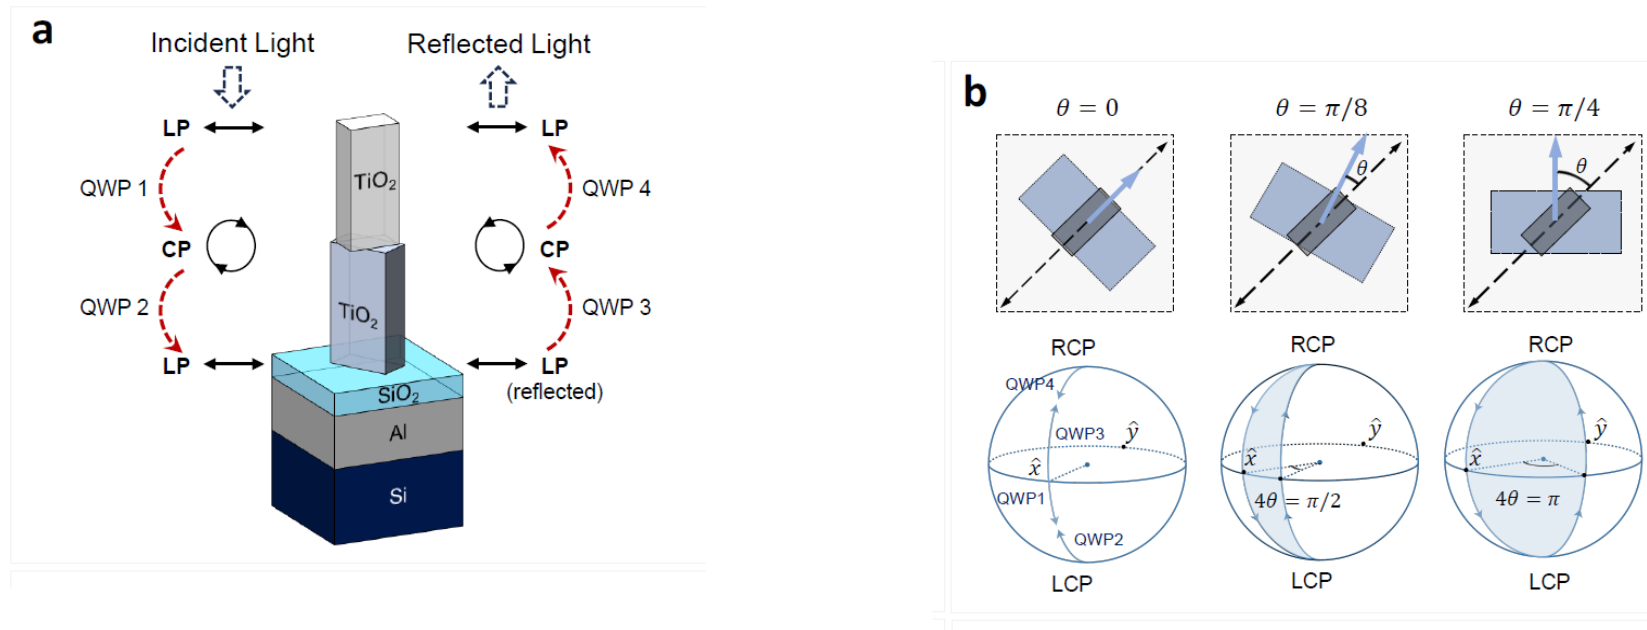 a
Incident Light
Reflected Light
LP
LP
TiO2
QWP 1
QWP 4
CP
CP
QWP 2
TiO2
QWP 3
LP
LP
(reflected)
SiO2
Al
Si
b
θ = 0
θ = π/8
θ = π/4
θ
θ
RCP
RCP
RCP
QWP4
QWP3
ŷ
x̂
QWP1
QWP2
LCP
ŷ
x̂
4θ = π/2
LCP
ŷ
x̂
4θ = π
LCP